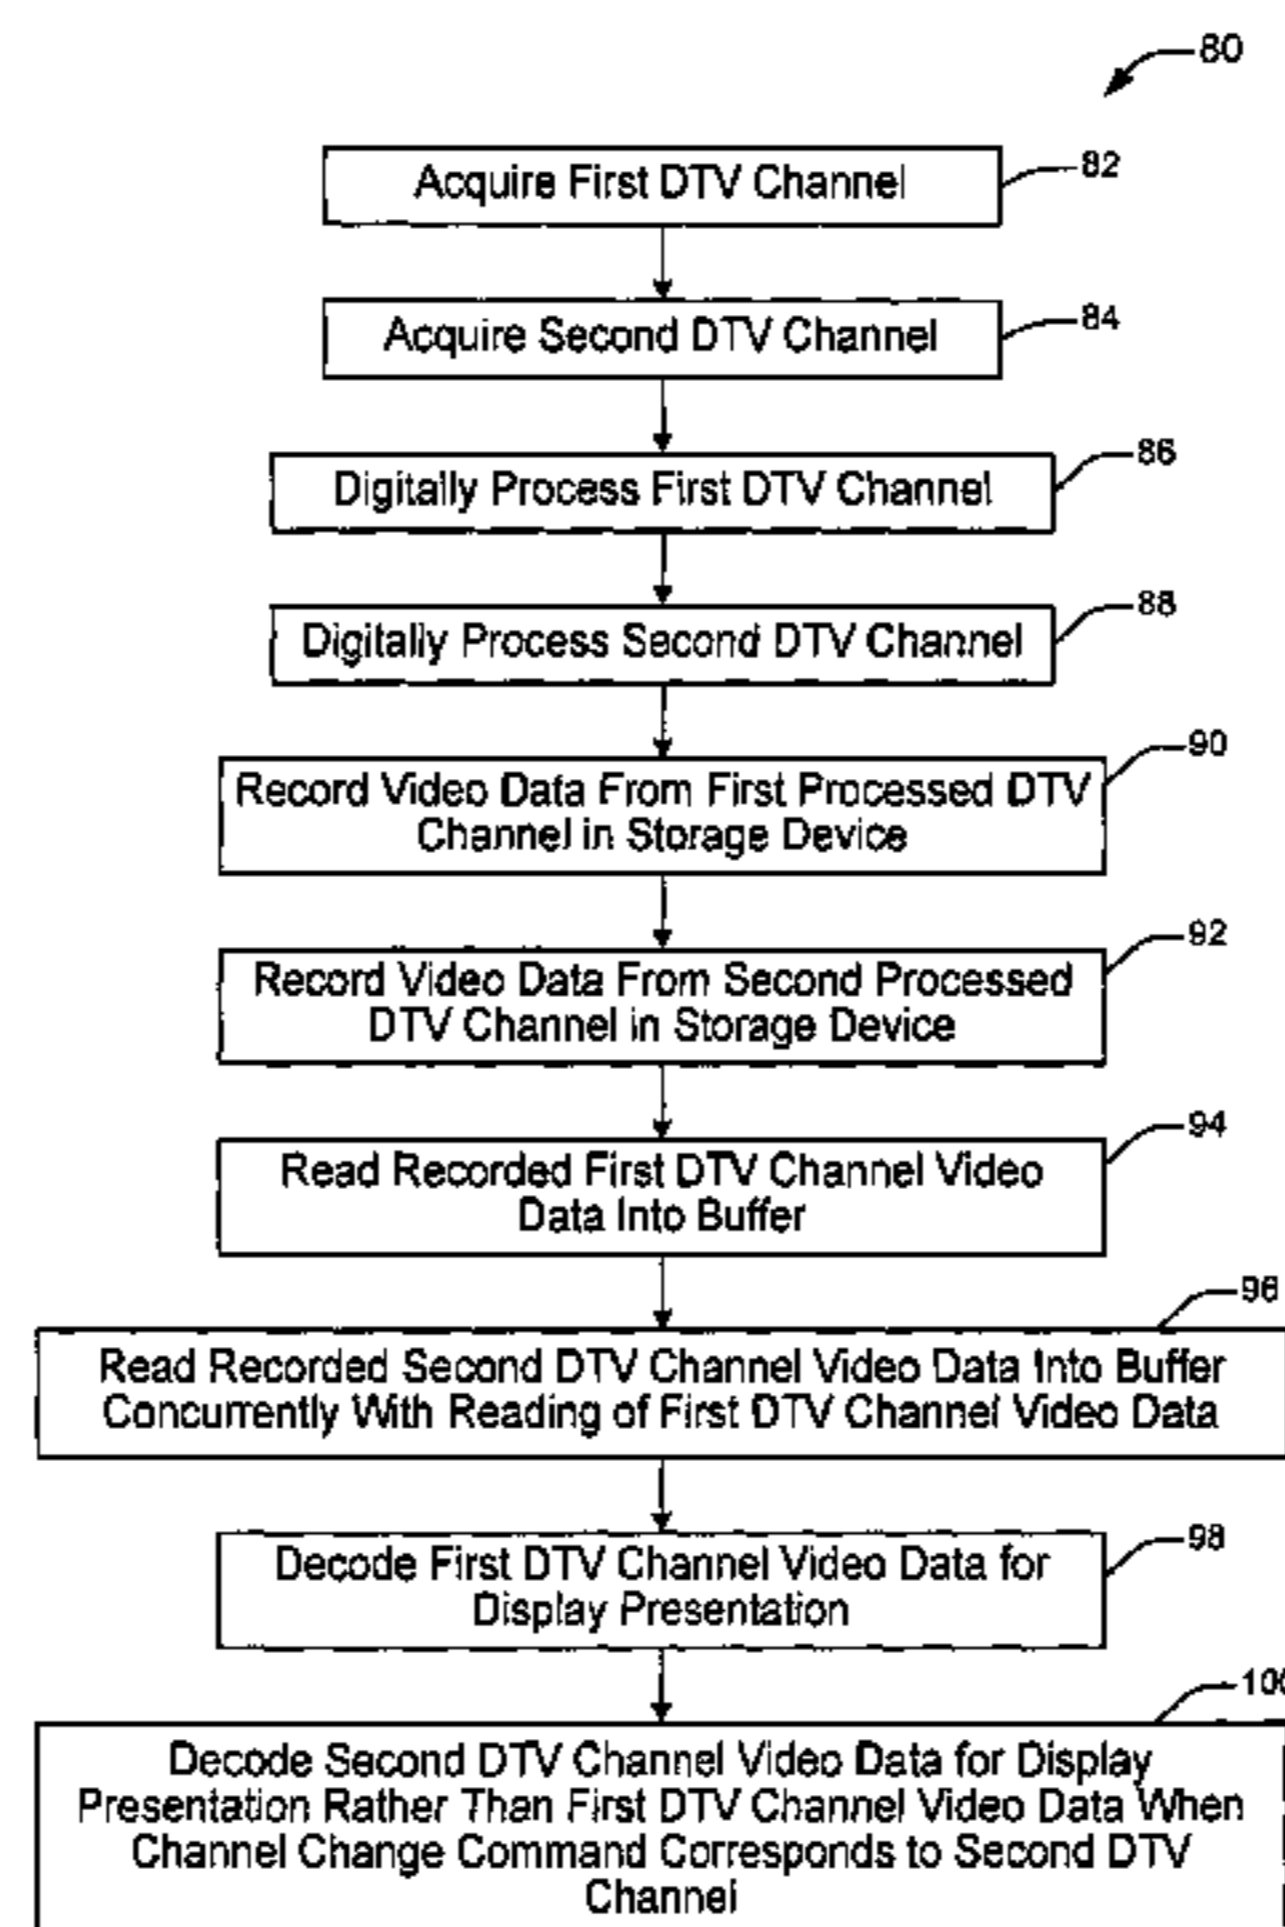 80
Acquire First DTV Channel
82
Acquire Second DTV Channel
84
Digitally Process First DTV Channel
86
Digitally Process Second DTV Channel
88
Record Video Data From First Processed DTV
Channel in Storage Device
90
Record Video Data From Second Processed
DTV Channel in Storage Device
92
Read Recorded First DTV Channel Video
Data Into Buffer
94
Read Recorded Second DTV Channel Video Data Into Buffer
Concurrently With Reading of First DTV Channel Video Data
96
Decode First DTV Channel Video Data for
Display Presentation
98
Decode Second DTV Channel Video Data for Display
Presentation Rather Than First DTV Channel Video Data When
Channel Change Command Corresponds to Second DTV
Channel
100